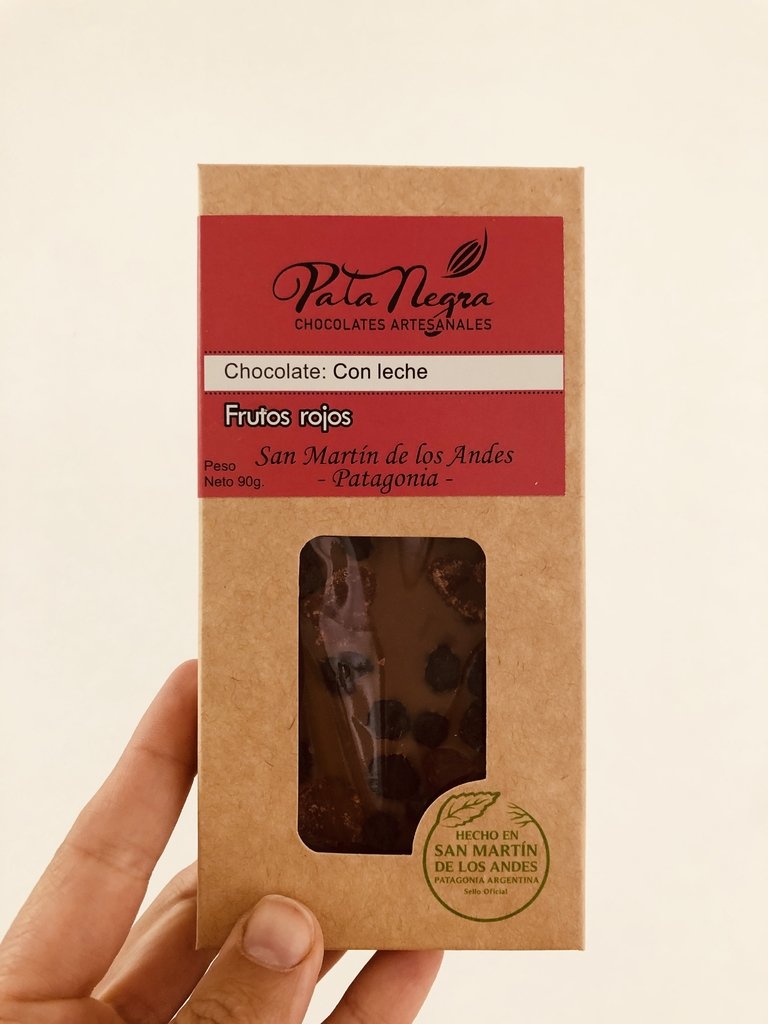 Pata Negra
CHOCOLATES ARTESANALES
Chocolate: Con leche
Frutos rojos
San Martín de los Andes
- Patagonia -
Peso
Neto 90g.
HECHO EN
SAN MARTÍN
DE LOS ANDES
PATAGONIA ARGENTINA
Sello Oficial